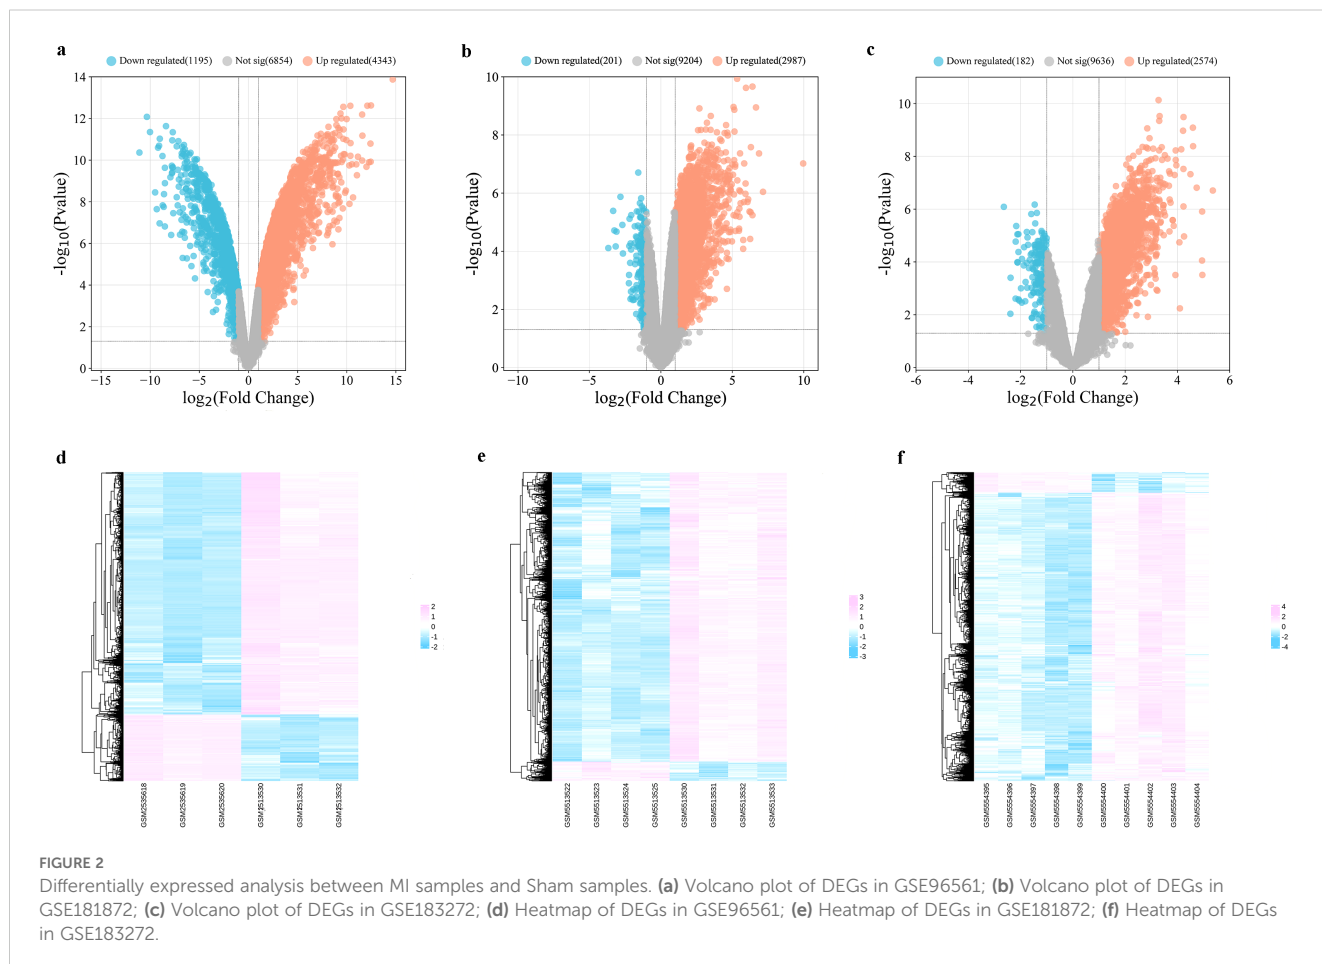 a
Down regulated(1195) Not sig(6854) Up regulated(4343)
14
12
10
8
6
4
2
0
-log10(Pvalue)
−15 −10 −5 0 5 10 15
log2(Fold Change)
b
Down regulated(201) Not sig(9204) Up regulated(2987)
10
8
6
4
2
0
-log10(Pvalue)
−10 −5 0 5 10
log2(Fold Change)
c
Down regulated(182) Not sig(9636) Up regulated(2574)
10
8
6
4
2
0
-log10(Pvalue)
-6 -4 -2 0 2 4 6
log2(Fold Change)
d
2
1
0
-1
-2
GSM2535618
GSM2535619
GSM2535620
GSM1513530
GSM1513531
GSM1513532
e
3
2
1
0
-1
-2
-3
GSM5513522
GSM5513523
GSM5513524
GSM5513525
GSM5513530
GSM5513531
GSM5513532
GSM5513533
f
4
2
0
-2
-4
GSM5554395
GSM5554396
GSM5554397
GSM5554398
GSM5554399
GSM5554400
GSM5554401
GSM5554402
GSM5554403
GSM5554404
FIGURE 2
Differentially expressed analysis between MI samples and Sham samples. (a) Volcano plot of DEGs in GSE96561; (b) Volcano plot of DEGs in
GSE181872; (c) Volcano plot of DEGs in GSE183272; (d) Heatmap of DEGs in GSE96561; (e) Heatmap of DEGs in GSE181872; (f) Heatmap of DEGs
in GSE183272.